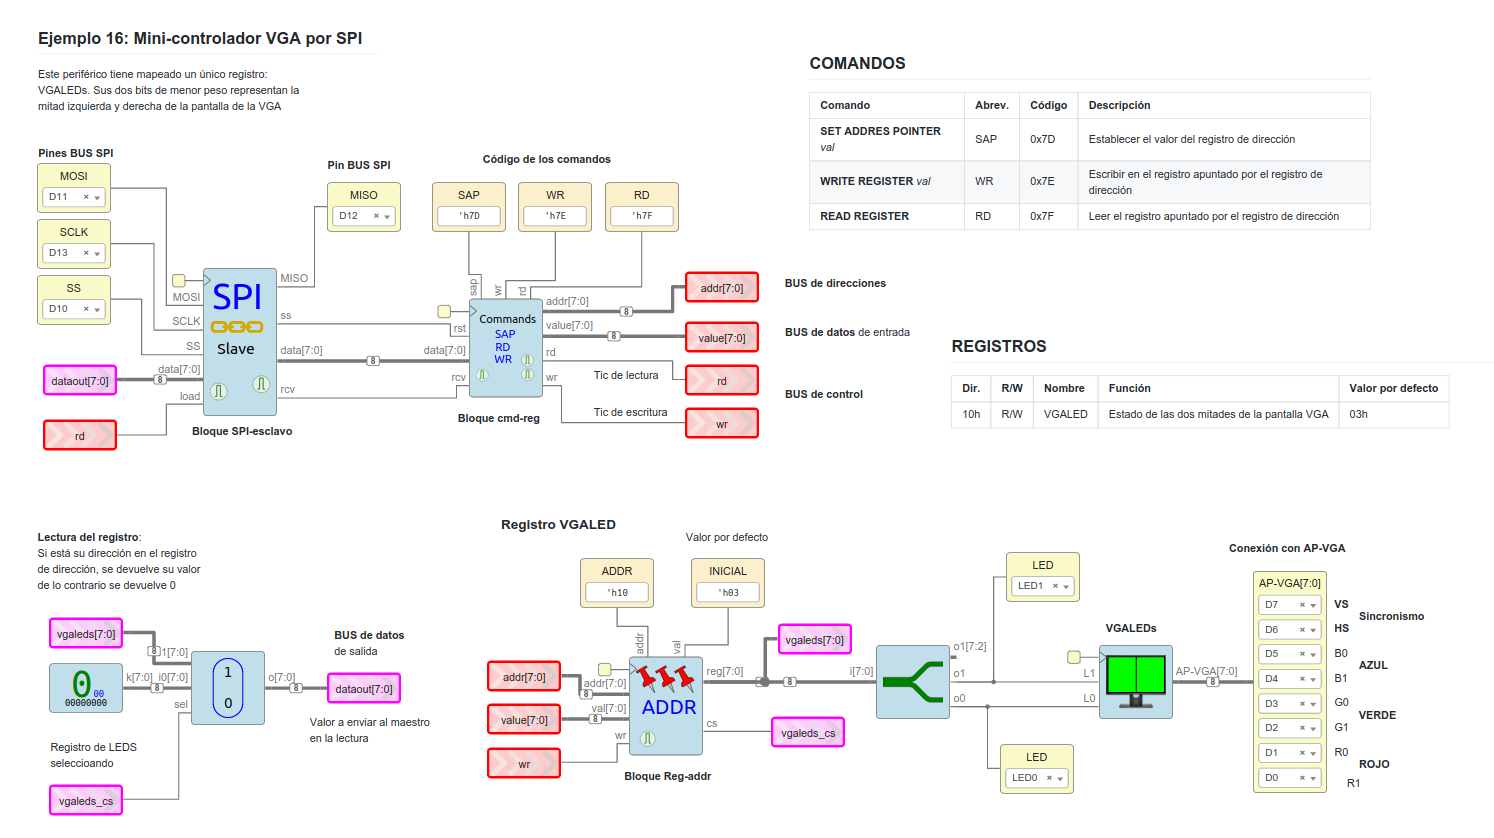 Ejemplo 16: Mini-controlador VGA por SPI
Este periférico tiene mapeado un único registro:
VGALEDs. Sus dos bits de menor peso representan la
mitad izquierda y derecha de la pantalla de la VGA
COMANDOS
Comando Abrev. Código Descripción
SET ADDRES POINTER
val
SAP 0x7D Establecer el valor del registro de dirección
WRITE REGISTER val WR 0x7E Escribir en el registro apuntado por el registro de
dirección
READ REGISTER RD 0x7F Leer el registro apuntado por el registro de dirección
Pines BUS SPI
MOSI
D11
SCLK
D13
SS
D10
Pin BUS SPI
MISO
D12
Código de los comandos
SAP
'h7D
WR
'h7E
RD
'h7F
dataout[7:0]
rd
MOSI
SCLK
SS
data[7:0]
load
8
SPI
Slave
MISO
ss
data[7:0]
rcv
8
Bloque SPI-esclavo
sap
wr
rd
rst
data[7:0]
rcv
Commands
SAP
RD
WR
addr[7:0]
value[7:0]
rd
wr
8
8
Bloque cmd-reg
Tic de lectura
Tic de escritura
addr[7:0]
value[7:0]
rd
wr
BUS de direcciones
BUS de datos de entrada
BUS de control
REGISTROS
Dir. R/W Nombre Función Valor por defecto
10h R/W VGALED Estado de las dos mitades de la pantalla VGA 03h
Lectura del registro:
Si está su dirección en el registro
de dirección, se devuelve su valor
de lo contrario se devuelve 0
vgaleds[7:0]
0
00
00000000
k[7:0]
8
8
i1[7:0]
i0[7:0]
sel
1
0
o[7:0]
8
dataout[7:0]
BUS de datos
de salida
Valor a enviar al maestro
en la lectura
Registro de LEDS
seleccioando
vgaleds_cs
Registro VGALED
Valor por defecto
ADDR
'h10
INICIAL
'h03
addr[7:0]
value[7:0]
wr
8
8
addr
val
addr[7:0]
val[7:0]
wr
ADDR
reg[7:0]
cs
Bloque Reg-addr
vgaleds[7:0]
vgaleds_cs
8
i[7:0]
o1[7:2]
o1
o0
LED
LED1
LED
LED0
VGALEDs
L1
L0
AP-VGA[7:0]
8
Conexión con AP-VGA
AP-VGA[7:0]
D7 VS
D6 HS
Sincronismo
D5 B0
D4 B1
AZUL
D3 G0
D2 G1
VERDE
D1 R0
D0 R1
ROJO